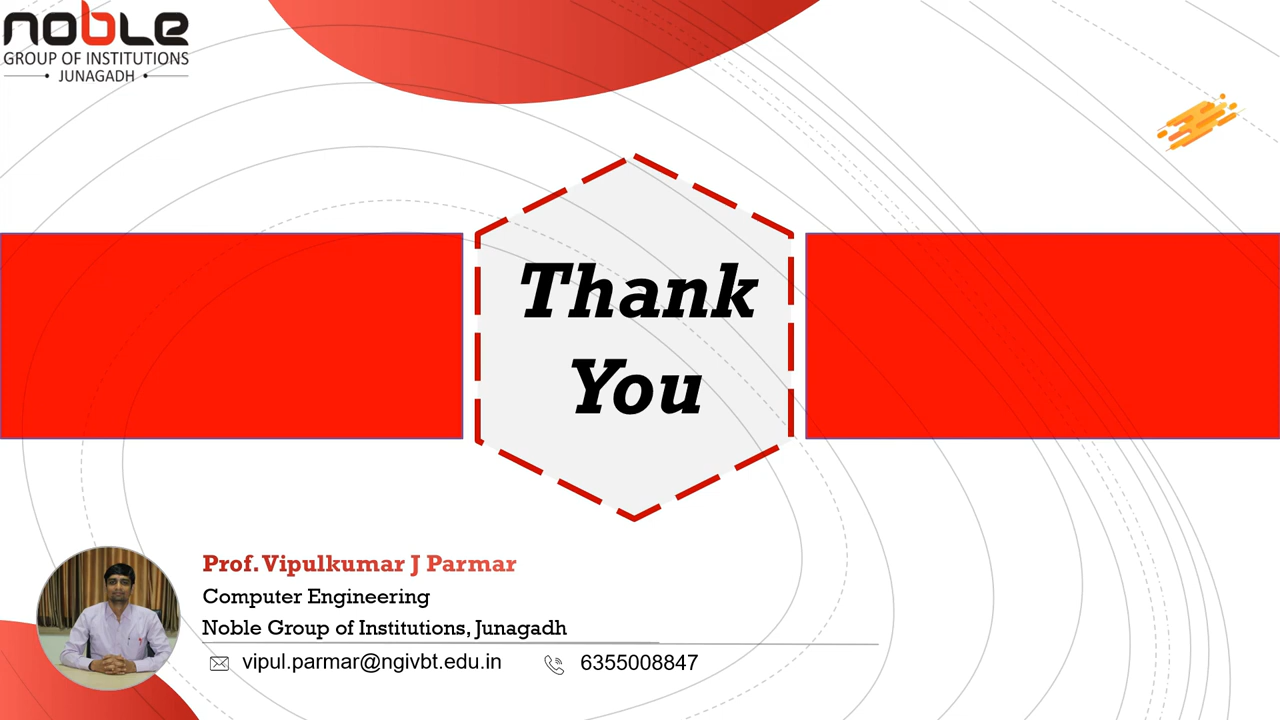 noble
GROUP OF INSTITUTIONS
• JUNAGADH •
Thank
You
Prof. Vipulkumar J Parmar
Computer Engineering
Noble Group of Institutions, Junagadh
vipul.parmar@ngivbt.edu.in 6355008847